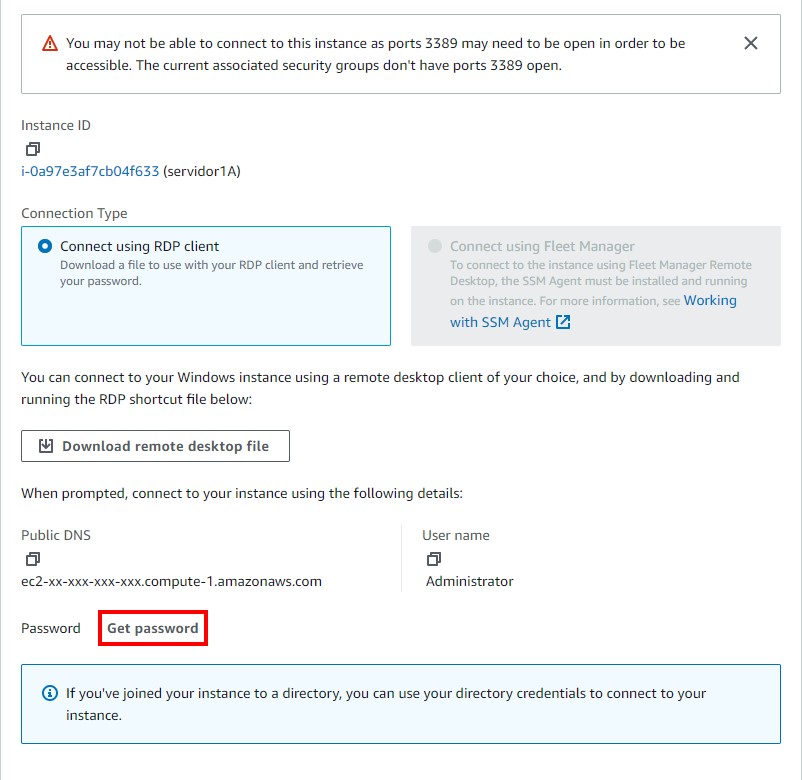 You may not be able to connect to this instance as ports 3389 may need to be open in order to be
accessible. The current associated security groups don't have ports 3389 open.
Instance ID
i-0a97e3af7cb04f633 (servidor1A)
Connection Type
Connect using RDP client
Download a file to use with your RDP client and retrieve
your password.
Connect using Fleet Manager
To connect to the instance using Fleet Manager Remote
Desktop, the SSM Agent must be installed and running
on the instance. For more information, see Working
with SSM Agent
You can connect to your Windows instance using a remote desktop client of your choice, and by downloading and
running the RDP shortcut file below:
Download remote desktop file
When prompted, connect to your instance using the following details:
Public DNS
ec2-xx-xxx-xxx-xxx.compute-1.amazonaws.com
User name
Administrator
Password Get password
If you've joined your instance to a directory, you can use your directory credentials to connect to your
instance.